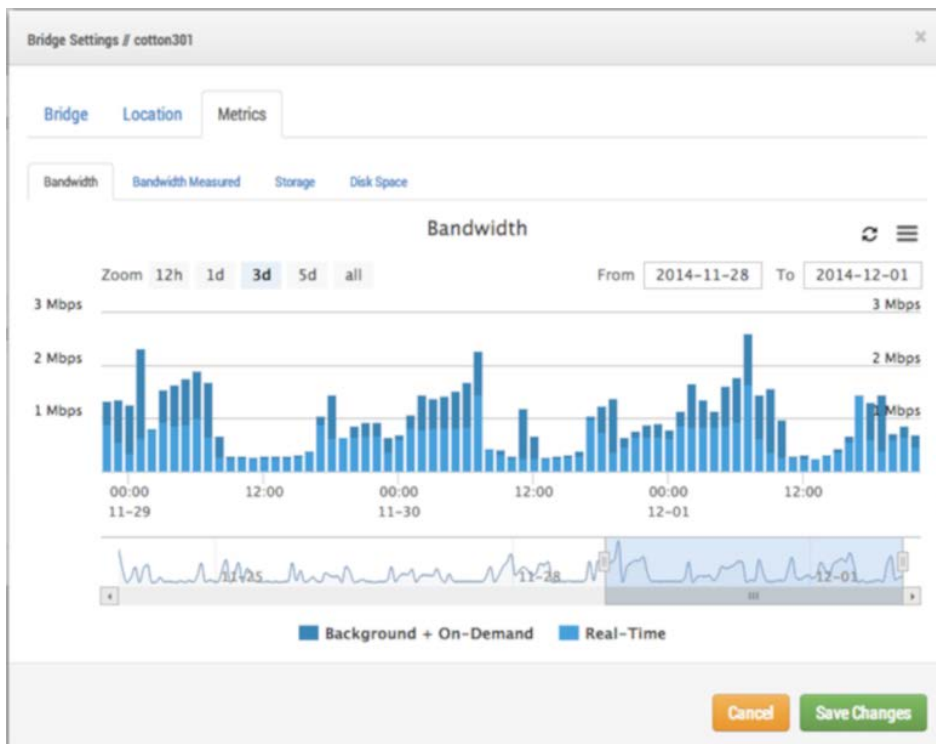 Bridge Settings // cotton301 ×
Bridge Location Metrics
Bandwidth Bandwidth Measured Storage Disk Space
Bandwidth
Zoom 12h 1d 3d 5d all From 2014-11-28 To 2014-12-01
3 Mbps 3 Mbps
2 Mbps 2 Mbps
1 Mbps 1 Mbps
00:00 12:00 00:00 12:00 00:00 12:00
11-29 11-30 12-01
11-25 11-28 12-01
Background + On-Demand Real-Time
Cancel Save Changes